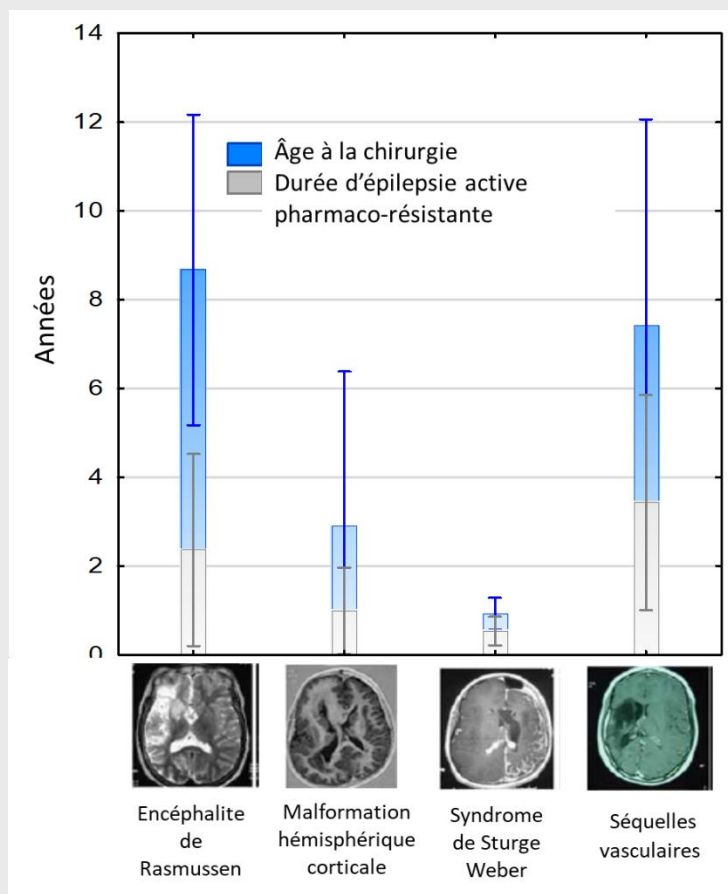 14
12
10
8
6
4
2
0
Années
Âge à la chirurgie
Durée d’épilepsie active
pharmaco-résistante
Encéphalite
de
Rasmussen
Malformation
hémisphérique
corticale
Syndrome
de Sturge
Weber
Séquelles
vasculaires